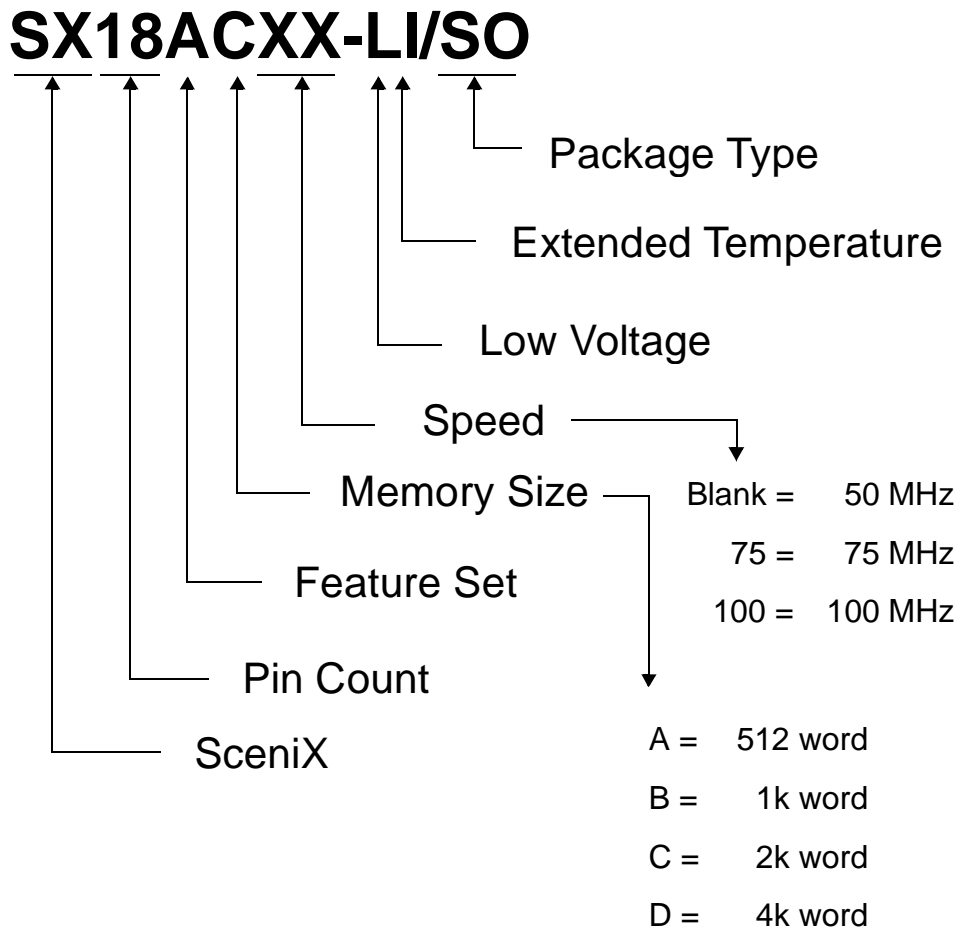 SX18ACXX-LI/SO
Package Type
Extended Temperature
Low Voltage
Speed
Memory Size
Feature Set
Pin Count
SceniX
Blank = 50 MHz
75 = 75 MHz
100 = 100 MHz
A = 512 word
B = 1k word
C = 2k word
D = 4k word